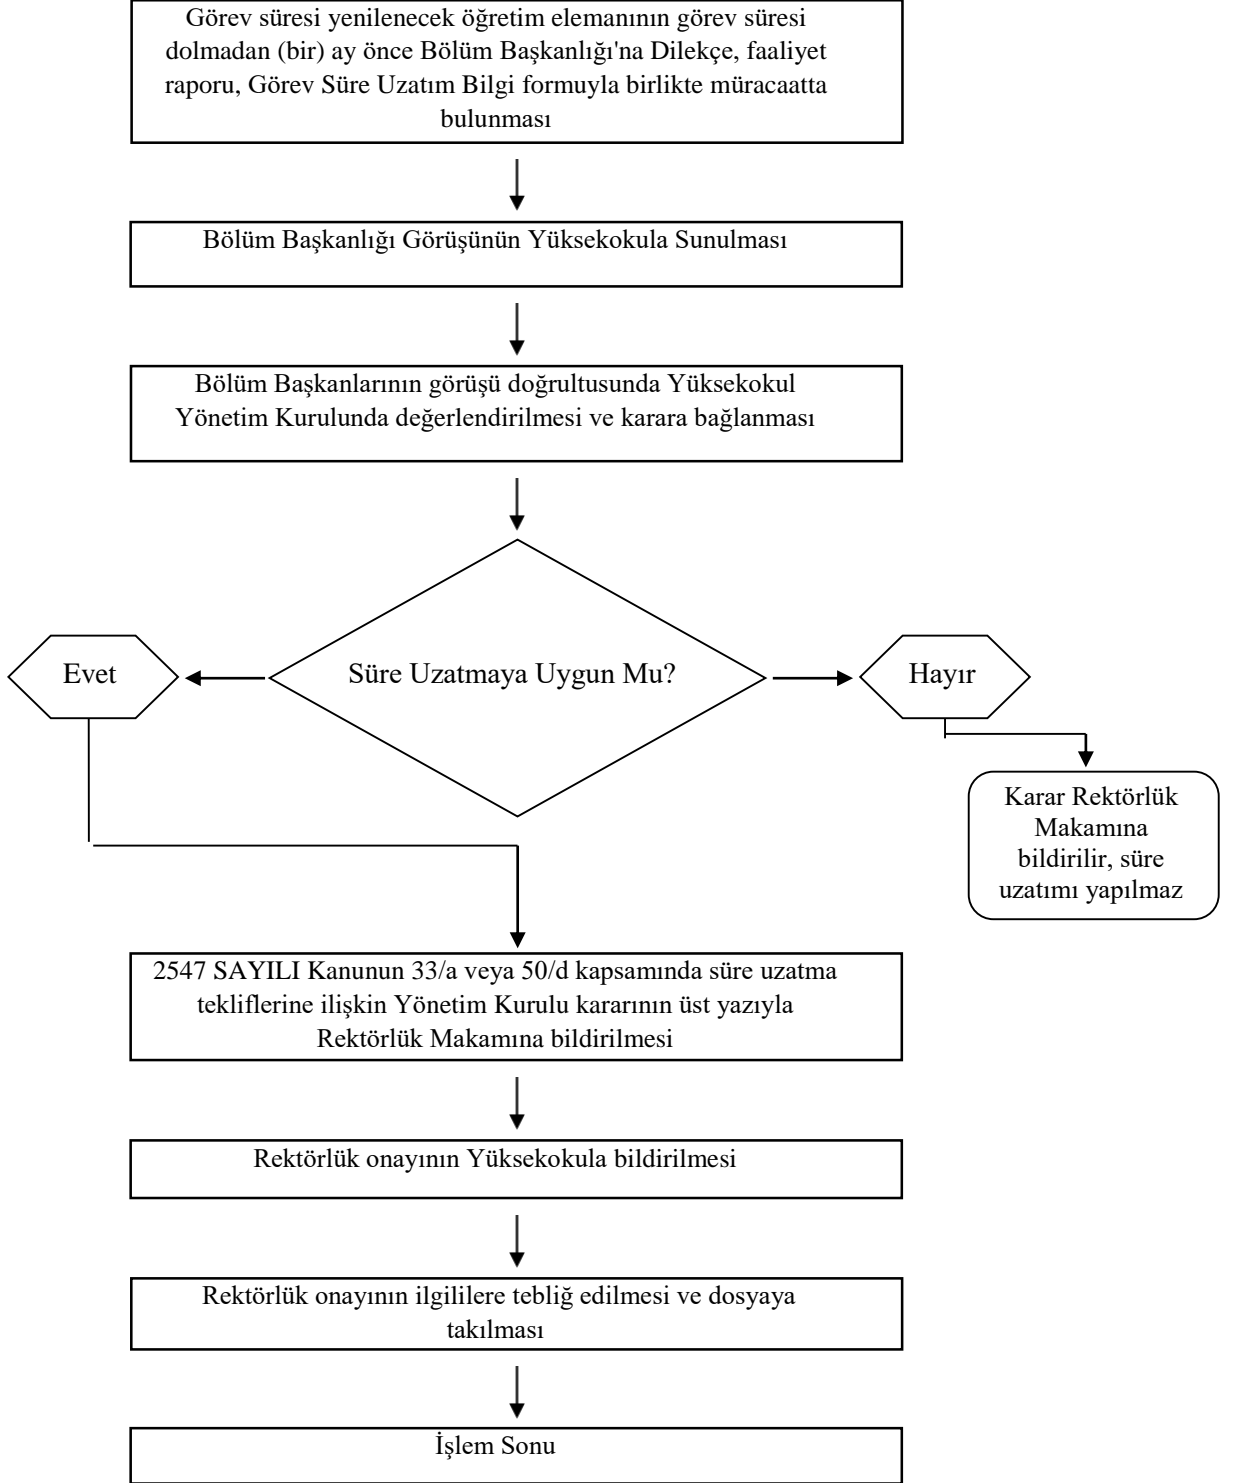 Görev süresi yenilenecek öğretim elemanının görev süresi
dolmadan (bir) ay önce Bölüm Başkanlığı'na Dilekçe, faaliyet
raporu, Görev Süre Uzatım Bilgi formuyla birlikte müracaatta
bulunması
Bölüm Başkanlığı Görüşünün Yüksekokula Sunulması
Bölüm Başkanlarının görüşü doğrultusunda Yüksekokul
Yönetim Kurulunda değerlendirilmesi ve karara bağlanması
Evet
Süre Uzatmaya Uygun Mu?
Hayır
Karar Rektörlük
Makamına
bildirilir, süre
uzatımı yapılmaz
2547 SAYILI Kanunun 33/a veya 50/d kapsamında süre uzatma
tekliflerine ilişkin Yönetim Kurulu kararının üst yazıyla
Rektörlük Makamına bildirilmesi
Rektörlük onayının Yüksekokula bildirilmesi
Rektörlük onayının ilgililere tebliğ edilmesi ve dosyaya
takılması
İşlem Sonu